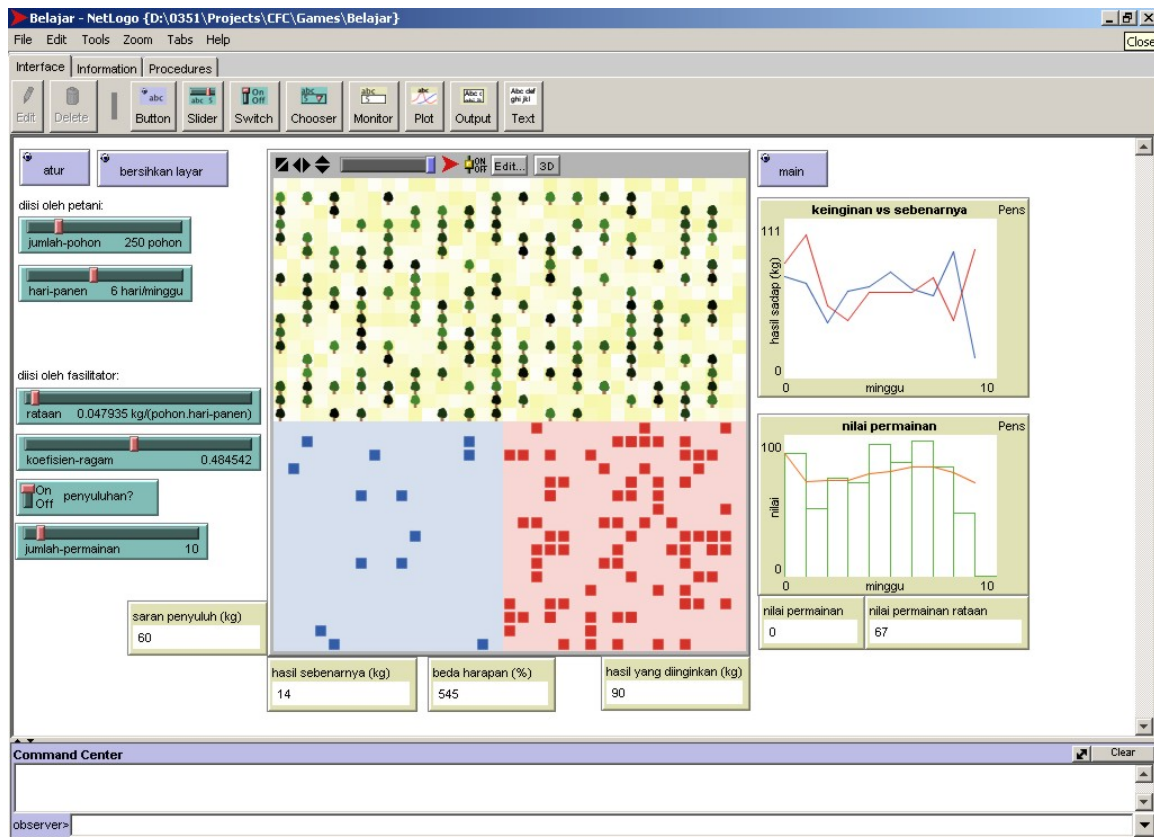 Belajar - NetLogo {D:\0351\Projects\CFC\Games\Belajar}
File Edit Tools Zoom Tabs Help
Close
Interface Information Procedures
Edit Delete Button Slider Switch Chooser Monitor Plot Output Text
atur
bersihkan layar
diisi oleh petani:
jumlah-pohon 250 pohon
hari-panen 6 hari/minggu
diisi oleh fasilitator:
rataan 0.047935 kg/(pohon.hari-panen)
koefisien-ragam 0.484542
On
Off
penyuluhan?
jumlah-permainan 10
saran penyuluh (kg)
60
ON
OFF
Edit...
3D
hasil sebenarnya (kg)
14
beda harapan (%)
545
hasil yang diinginkan (kg)
90
main
keinginan vs sebenarnya
Pens
111
hasil sadap (kg)
0
0 minggu 10
nilai permainan
Pens
100
nilai
0
0 minggu 10
nilai permainan
0
nilai permainan rataan
67
Command Center
Clear
observer>